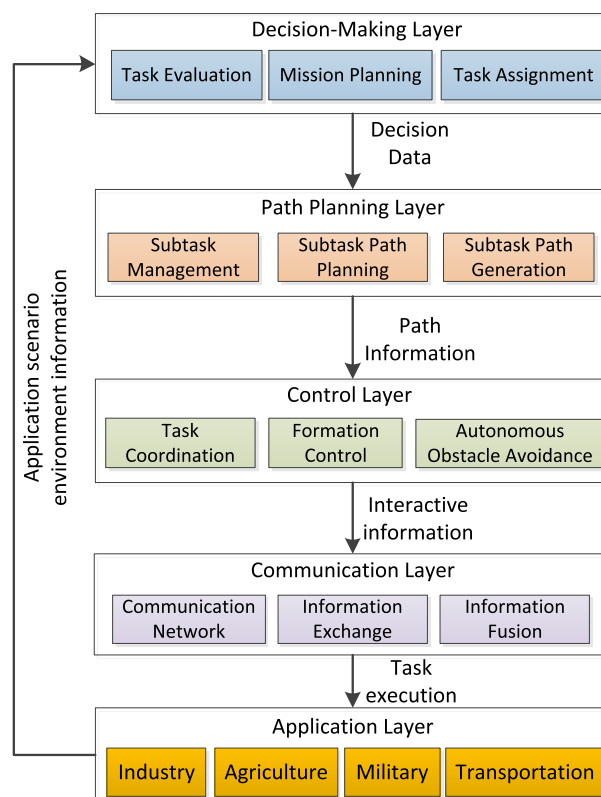 Decision-Making Layer
Task Evaluation
Mission Planning
Task Assignment
Decision
Data
Path Planning Layer
Subtask
Management
Subtask Path
Planning
Subtask Path
Generation
Path
Information
Control Layer
Task
Coordination
Formation
Control
Autonomous
Obstacle Avoidance
Interactive
information
Communication Layer
Communication
Network
Information
Exchange
Information
Fusion
Task
execution
Application Layer
Industry
Agriculture
Military
Transportation
Application scenario
environment information